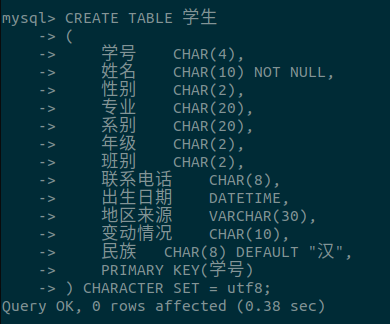 mysql> CREATE TABLE 学生
    -> (
    ->     学号    CHAR(4),
    ->     姓名    CHAR(10) NOT NULL,
    ->     性别    CHAR(2),
    ->     专业    CHAR(20),
    ->     系别    CHAR(20),
    ->     年级    CHAR(2),
    ->     班别    CHAR(2),
    ->     联系电话    CHAR(8),
    ->     出生日期    DATETIME,
    ->     地区来源    VARCHAR(30),
    ->     变动情况    CHAR(10),
    ->     民族   CHAR(8) DEFAULT "汉",
    ->     PRIMARY KEY(学号)
    -> ) CHARACTER SET = utf8;
Query OK, 0 rows affected (0.38 sec)